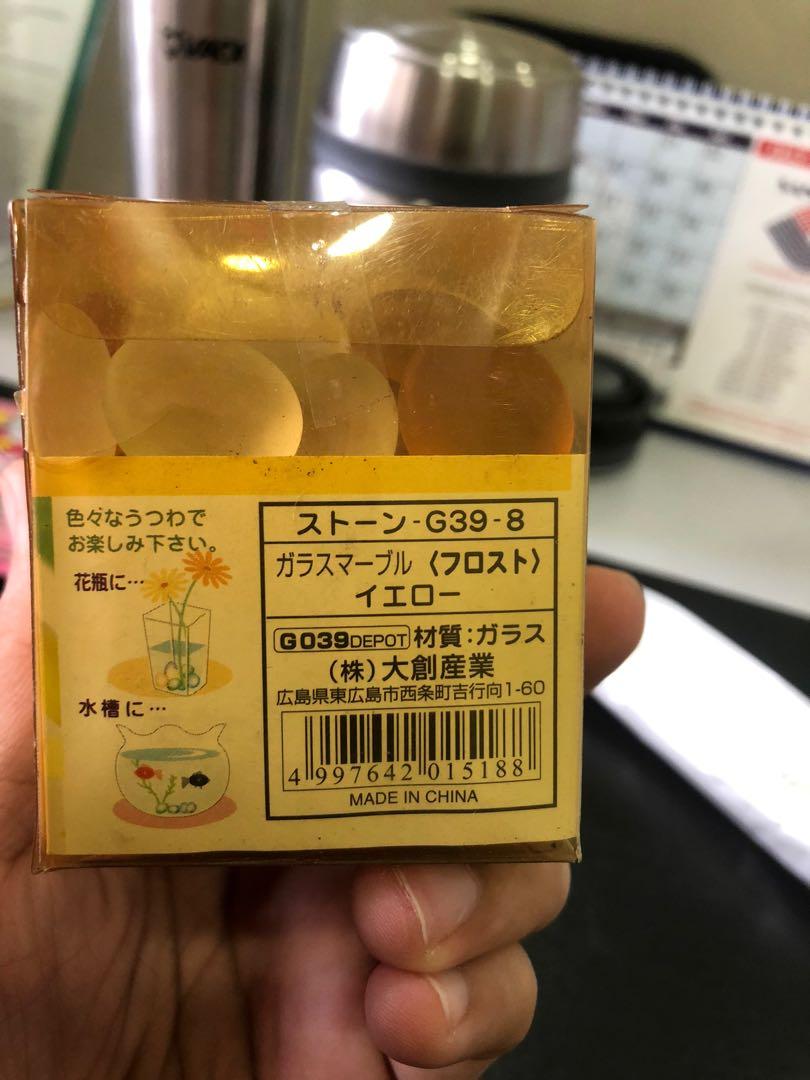 色々なうつわで
お楽しみ下さい。
花瓶に…
水槽に…
ストーン-G39-8
ガラスマーブル〈フロスト〉
イエロー
G039DEPOT 材質:ガラス
(株)大創産業
広島県東広島市西条町吉行向1-60
4 997642 015188
MADE IN CHINA